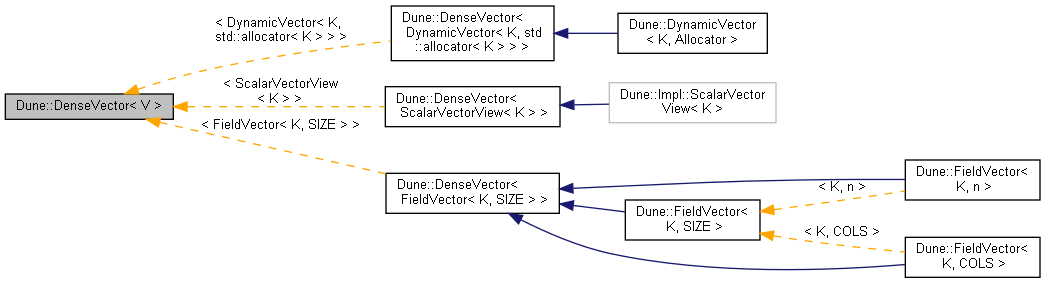 < DynamicVector< K,
std::allocator< K > > >
Dune::DenseVector<
DynamicVector< K, std
::allocator< K > > >
Dune::DynamicVector
< K, Allocator >
Dune::DenseVector< V >
< ScalarVectorView
< K > >
Dune::DenseVector<
ScalarVectorView< K > >
Dune::Impl::ScalarVector
View< K >
< FieldVector< K, SIZE > >
Dune::DenseVector<
FieldVector< K, SIZE > >
Dune::FieldVector<
K, SIZE >
< K, n >
Dune::FieldVector<
K, n >
< K, COLS >
Dune::FieldVector<
K, COLS >